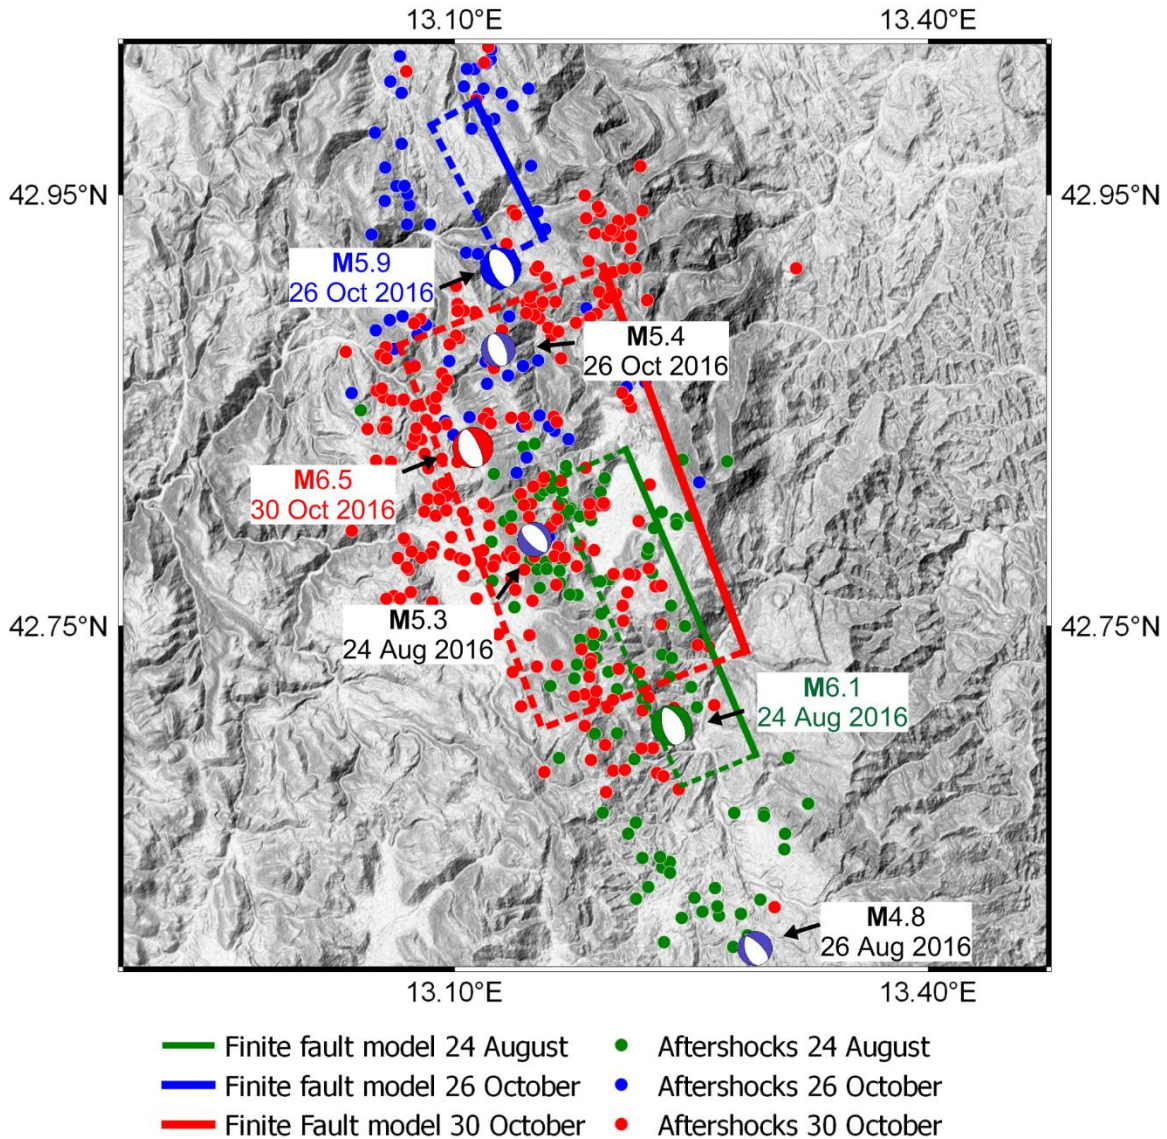 13.10°E 13.40°E
42.95°N 42.95°N
M5.9
26 Oct 2016
M5.4
26 Oct 2016
M6.5
30 Oct 2016
42.75°N 42.75°N
M5.3
24 Aug 2016
M6.1
24 Aug 2016
M4.8
26 Aug 2016
13.10°E 13.40°E
Finite fault model 24 August Aftershocks 24 August
Finite fault model 26 October Aftershocks 26 October
Finite Fault model 30 October Aftershocks 30 October